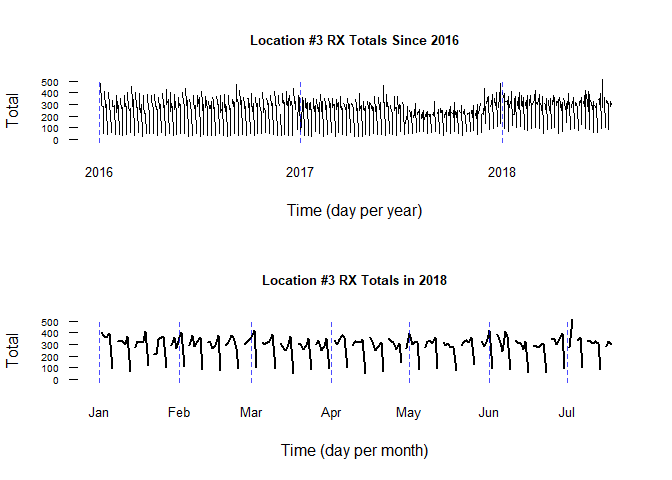 Location #3 RX Totals Since 2016
Total
500
400
300
200
100
0
2016 2017 2018
Time (day per year)
Location #3 RX Totals in 2018
Total
500
400
300
200
100
0
Jan Feb Mar Apr May Jun Jul
Time (day per month)